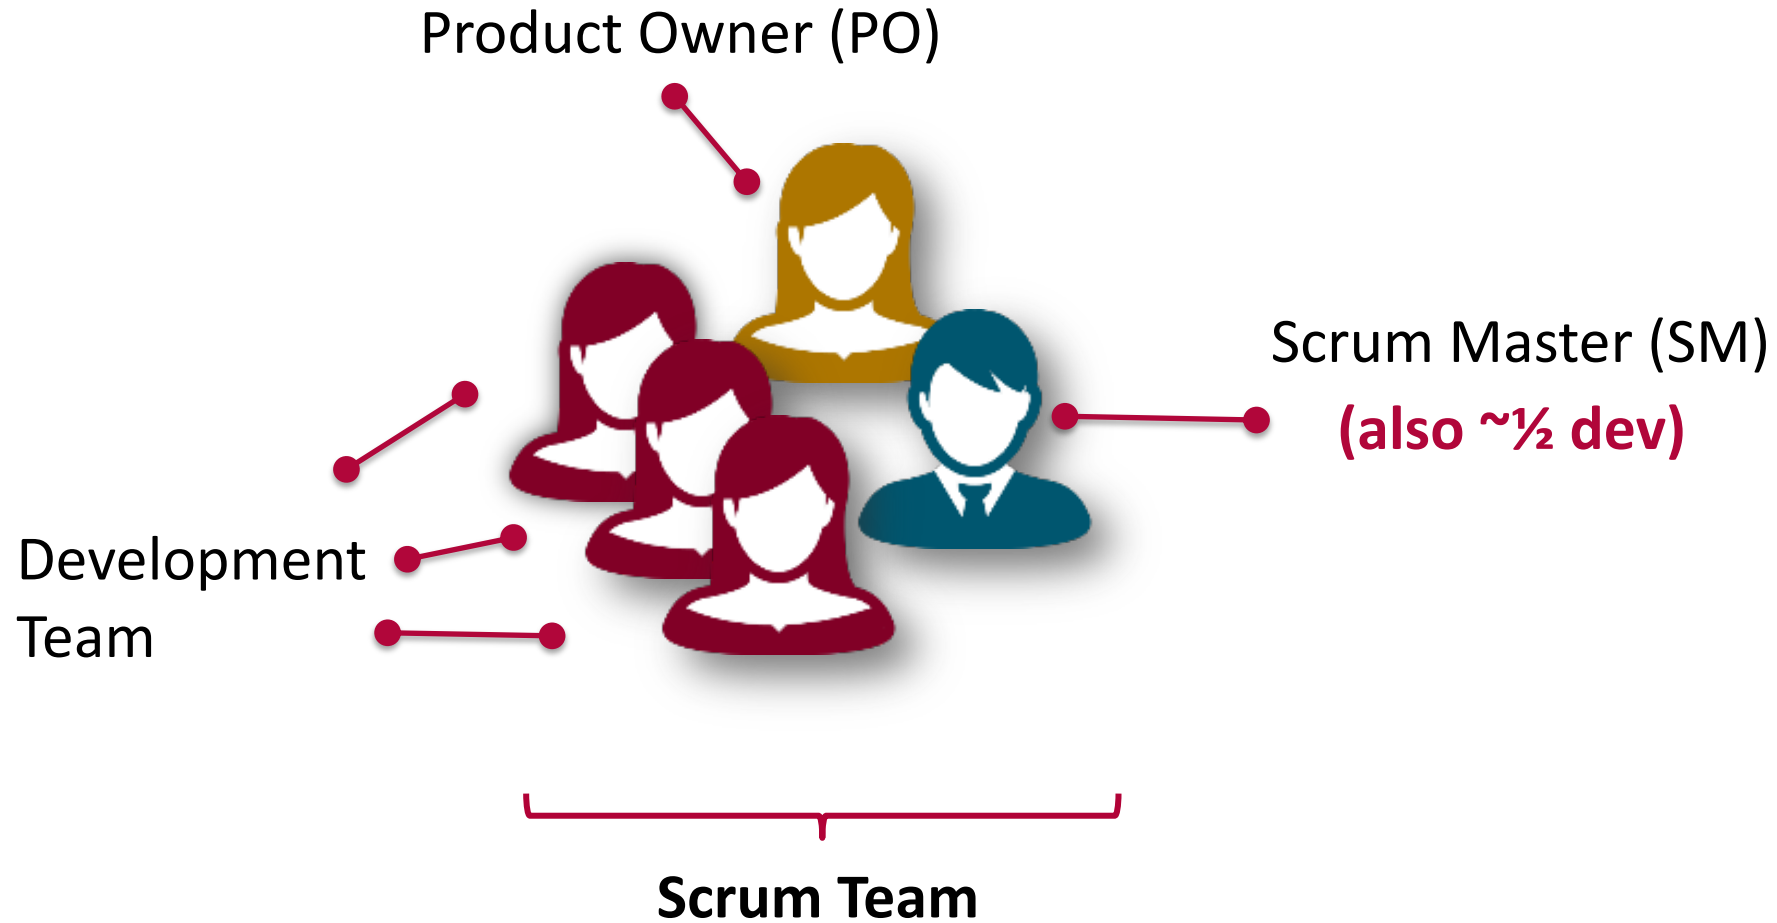 Product Owner (PO)
Scrum Master (SM)
(also ~½ dev)
Development
Team
Scrum Team